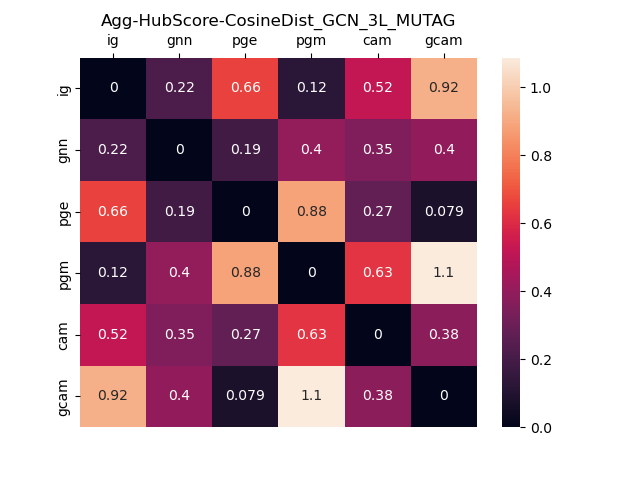 Agg-HubScore-CosineDist_GCN_3L_MUTAG
ig gnn pge pgm cam gcam
ig 0 0.22 0.66 0.12 0.52 0.92
gnn 0.22 0 0.19 0.4 0.35 0.4
pge 0.66 0.19 0 0.88 0.27 0.079
pgm 0.12 0.4 0.88 0 0.63 1.1
cam 0.52 0.35 0.27 0.63 0 0.38
gcam 0.92 0.4 0.079 1.1 0.38 0
1.0
0.8
0.6
0.4
0.2
0.0